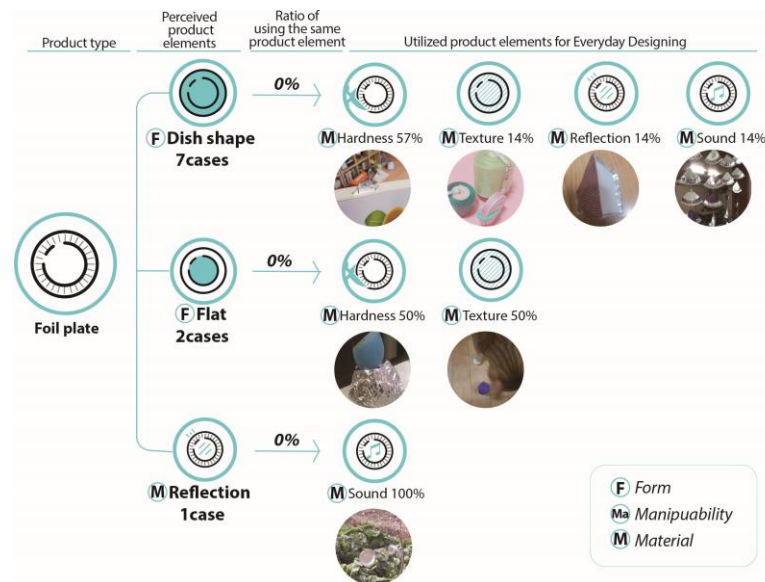 Product type
Perceived
product
elements
Ratio of
using the same
product element
Utilized product elements for Everyday Designing
Foil plate
F Dish shape
7cases
0%
M Hardness 57%
M Texture 14%
M Reflection 14%
M Sound 14%
F Flat
2cases
0%
M Hardness 50%
M Texture 50%
M Reflection
1case
0%
M Sound 100%
F Form
Ma Manipuability
M Material